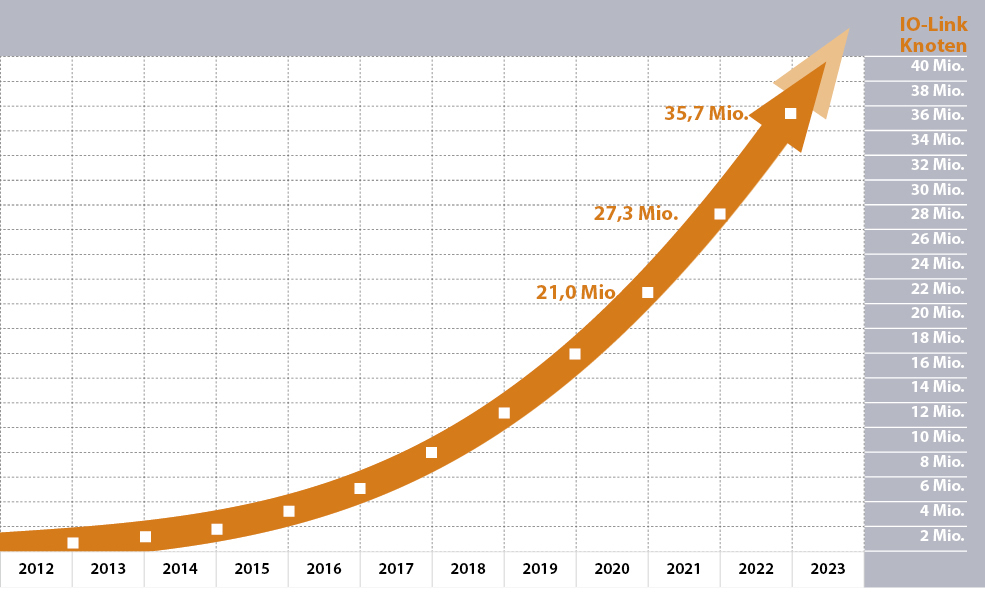 IO-Link
Knoten
40 Mio.
38 Mio.
35,7 Mio.
36 Mio.
34 Mio.
32 Mio.
30 Mio.
27,3 Mio.
28 Mio.
26 Mio.
24 Mio.
21,0 Mio.
22 Mio.
20 Mio.
18 Mio.
16 Mio.
14 Mio.
12 Mio.
10 Mio.
8 Mio.
6 Mio.
4 Mio.
2 Mio.
2012 2013 2014 2015 2016 2017 2018 2019 2020 2021 2022 2023